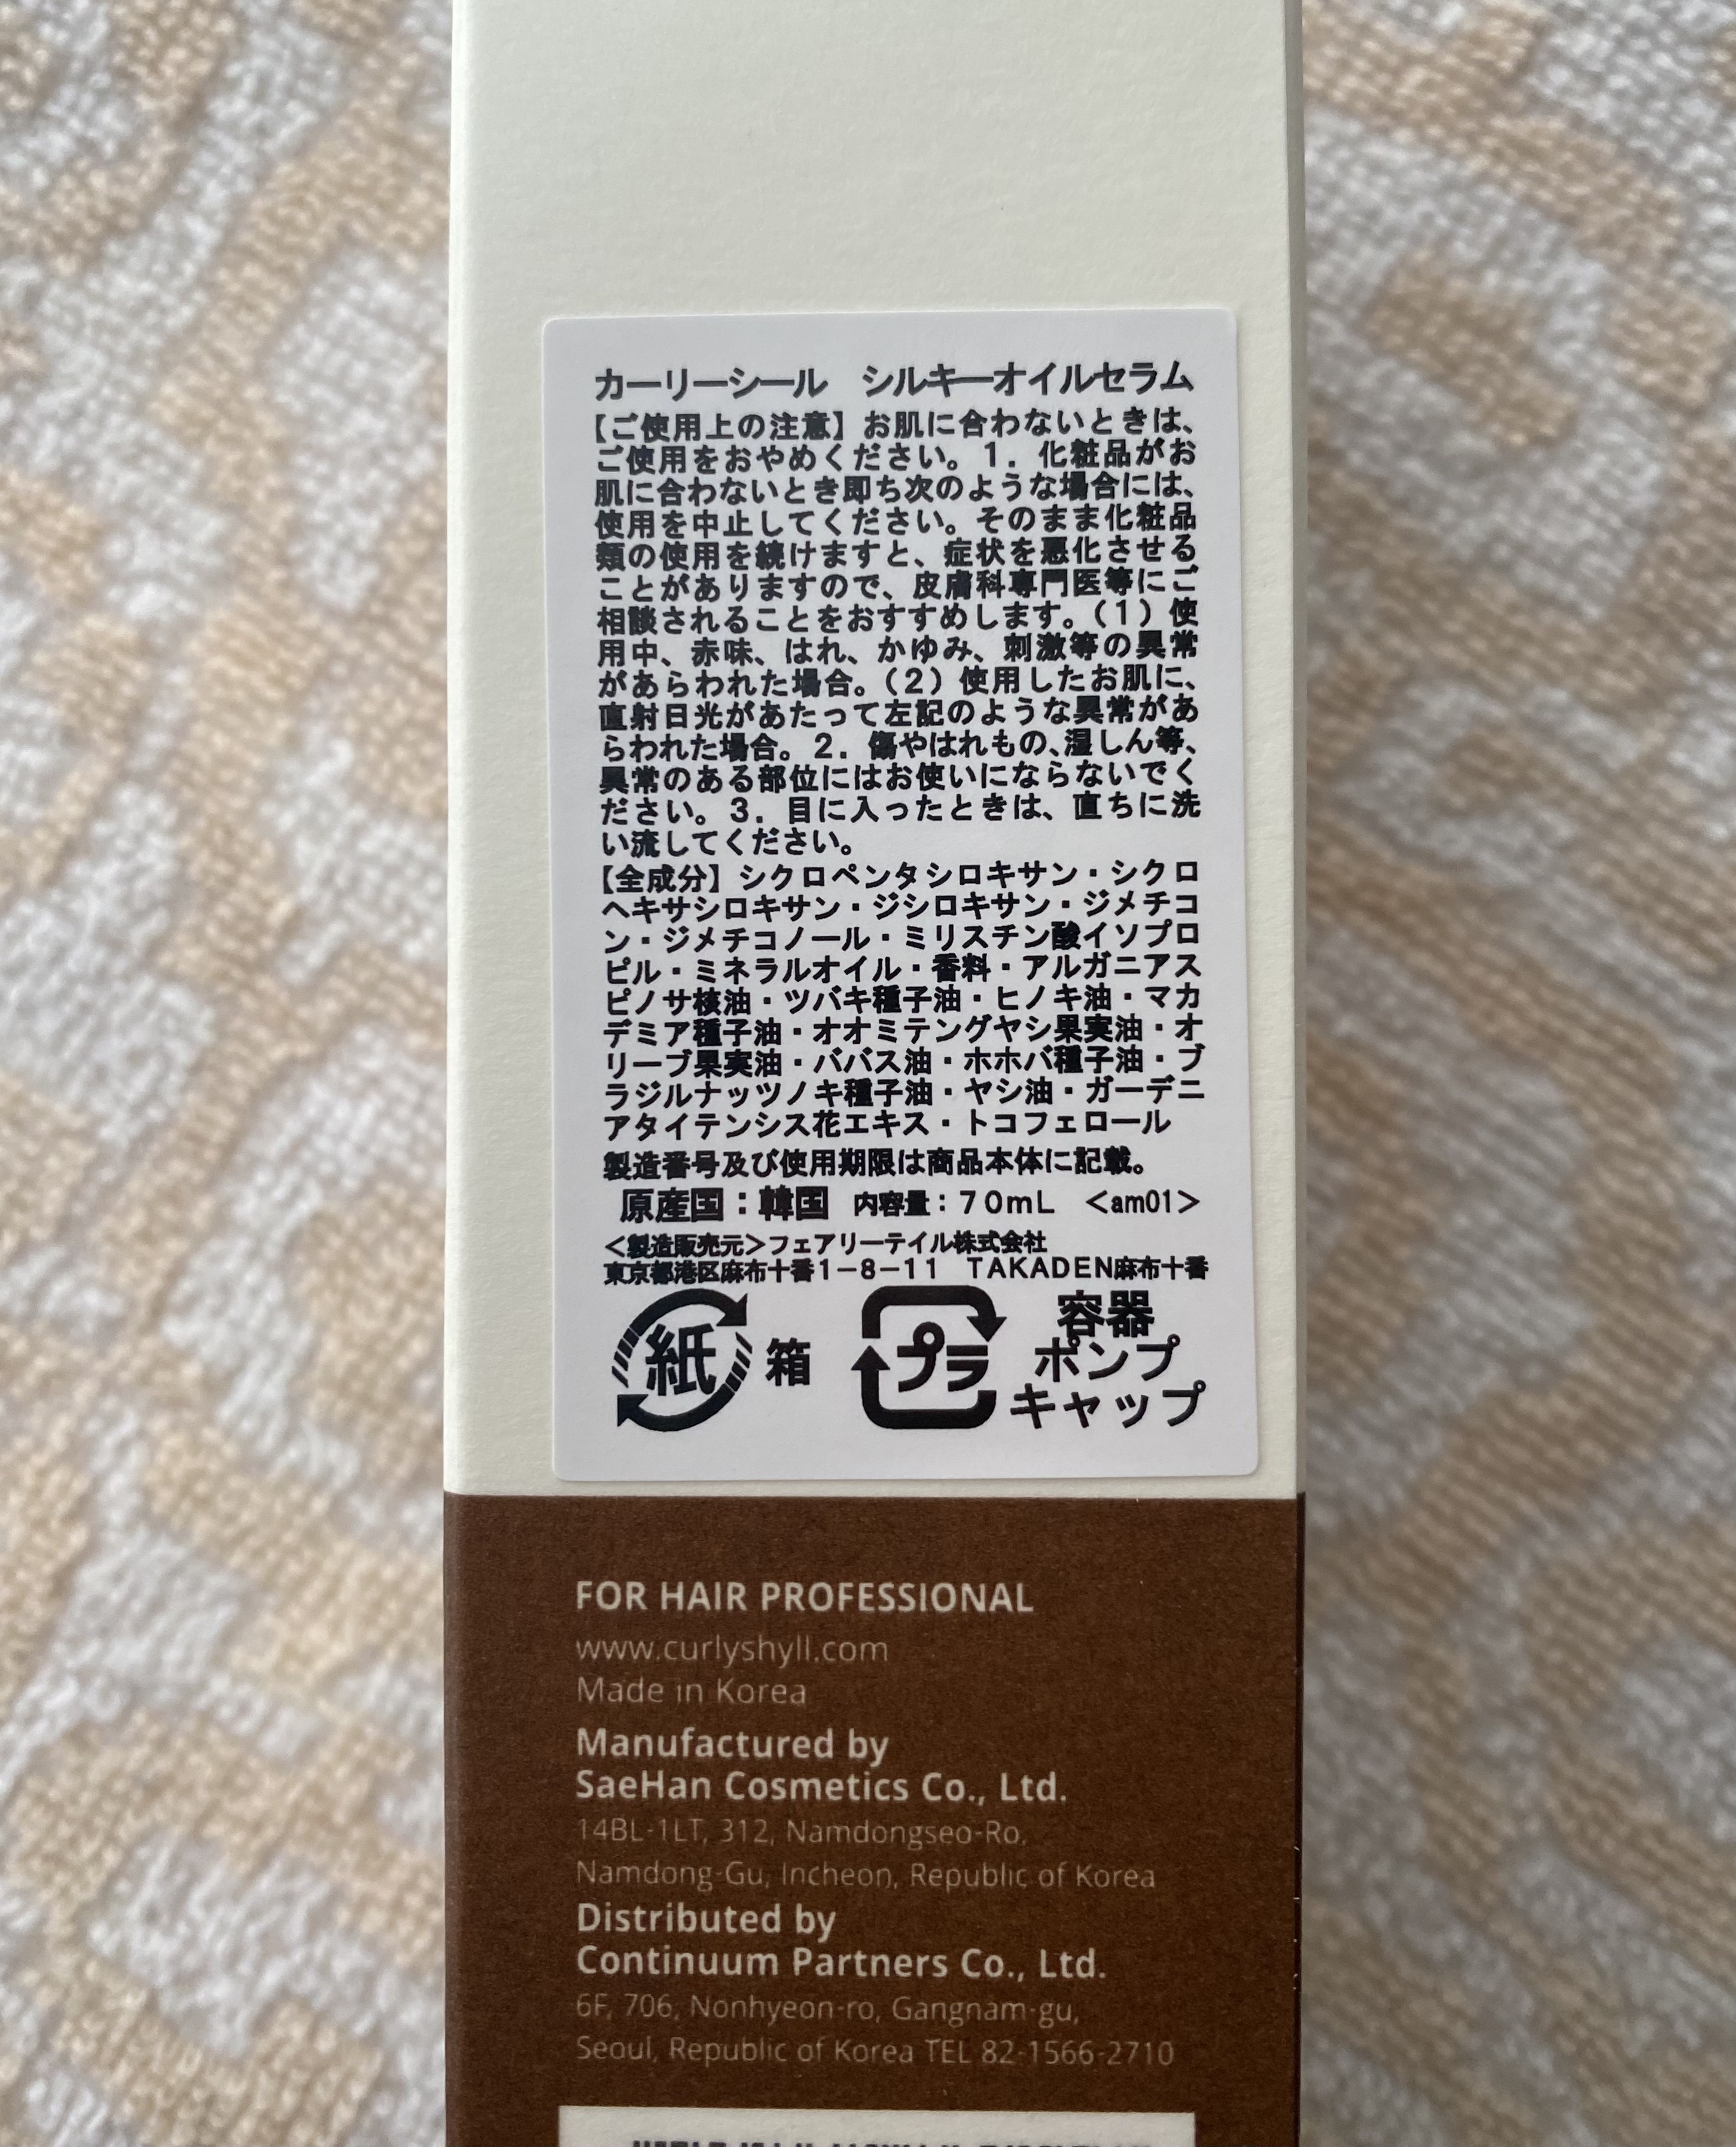 カーリーシール　シルキーオイルセラム
【ご使用上の注意】お肌に合わないときは、
ご使用をおやめください。1．化粧品がお
肌に合わないとき即ち次のような場合には、
使用を中止してください。そのまま化粧品
類の使用を続けますと、症状を悪化させる
ことがありますので、皮膚科専門医等にご
相談されることをおすすめします。（1）使
用中、赤味、はれ、かゆみ、刺激等の異常
があらわれた場合。（2）使用したお肌に、
直射日光があたって左記のような異常があ
らわれた場合。2．傷やはれもの、湿しん等、
異常のある部位にはお使いにならないでく
ださい。3．目に入ったときは、直ちに洗
い流してください。
【全成分】シクロペンタシロキサン・シクロ
ヘキサシロキサン・ジシロキサン・ジメチコ
ン・ジメチコノール・ミリスチン酸イソプロ
ピル・ミネラルオイル・香料・アルガニアス
ピノサ核油・ツバキ種子油・ヒノキ油・マカ
デミア種子油・オオミテングヤシ果実油・オ
リーブ果実油・ババス油・ホホバ種子油・ブ
ラジルナッツノキ種子油・ヤシ油・ガーデニ
アタイテンシス花エキス・トコフェロール
製造番号及び使用期限は商品本体に記載。
原産国：韓国　内容量：70mL　＜am01＞
＜製造販売元＞フェアリーテイル株式会社
東京都港区麻布十番1－8－11　TAKADEN麻布十番
紙 箱 プラ 容器
ポンプ
キャップ
FOR HAIR PROFESSIONAL
www.curlyshyll.com
Made in Korea
Manufactured by
SaeHan Cosmetics Co., Ltd.
14BL-1LT, 312, Namdongseo-Ro,
Namdong-Gu, Incheon, Republic of Korea
Distributed by
Continuum Partners Co., Ltd.
6F, 706, Nonhyeon-ro, Gangnam-gu,
Seoul, Republic of Korea TEL 82-1566-2710